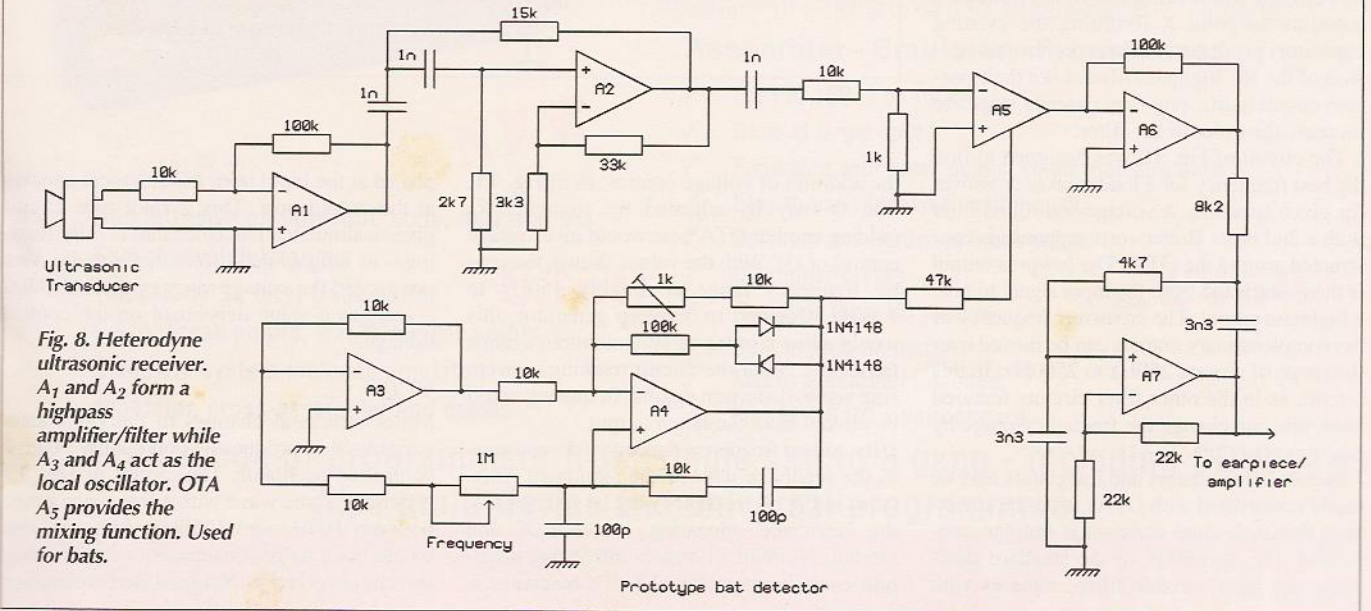 15k
1n
1n
100k
10k
A1
2k7
3k3
A2
33k
1n
10k
1k
A5
100k
A6
8k2
Ultrasonic
Transducer
Fig. 8. Heterodyne
ultrasonic receiver.
A1 and A2 form a
highpass
amplifier/filter while
A3 and A4 act as the
local oscillator. OTA
A5 provides the
mixing function. Used
for bats.
10k
A3
10k
10k
1M
Frequency
1k
10k
100k
1N4148
1N4148
A4
10k
100p
100p
47k
4k7
3n3
A7
3n3
22k
22k
To earpiece/
amplifier
Prototype bat detector